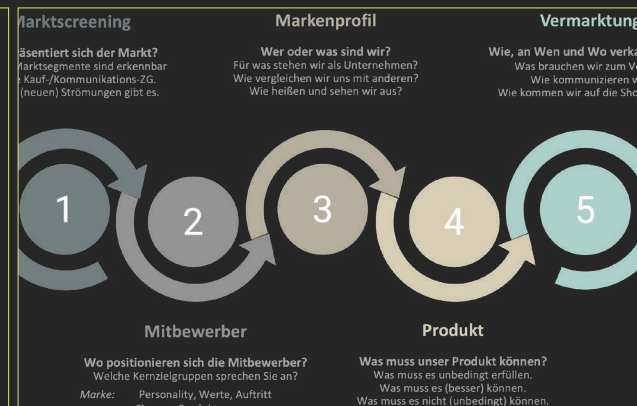 Marktscreening
Markenprofil
Vermarktung
äsentiert sich der Markt?
Marktsegmente sind erkennbar
Kauf-/Kommunikations-ZG.
(neuen) Strömungen gibt es.
Wer oder was sind wir?
Für was stehen wir als Unternehmen?
Wie vergleichen wir uns mit anderen?
Wie heißen und sehen wir aus?
Wie, an Wen und Wo verka
Was brauchen wir zum V
Wie kommunizieren w
Wie kommen wir auf die Sho
1
2
3
4
5
Mitbewerber
Wo positionieren sich die Mitbewerber?
Welche Kernzielgruppen sprechen Sie an?
Marke: Personality, Werte, Auftritt
Produkt
Was muss unser Produkt können?
Was muss es unbedingt erfüllen.
Was muss es (besser) können.
Was muss es nicht (unbedingt) können.